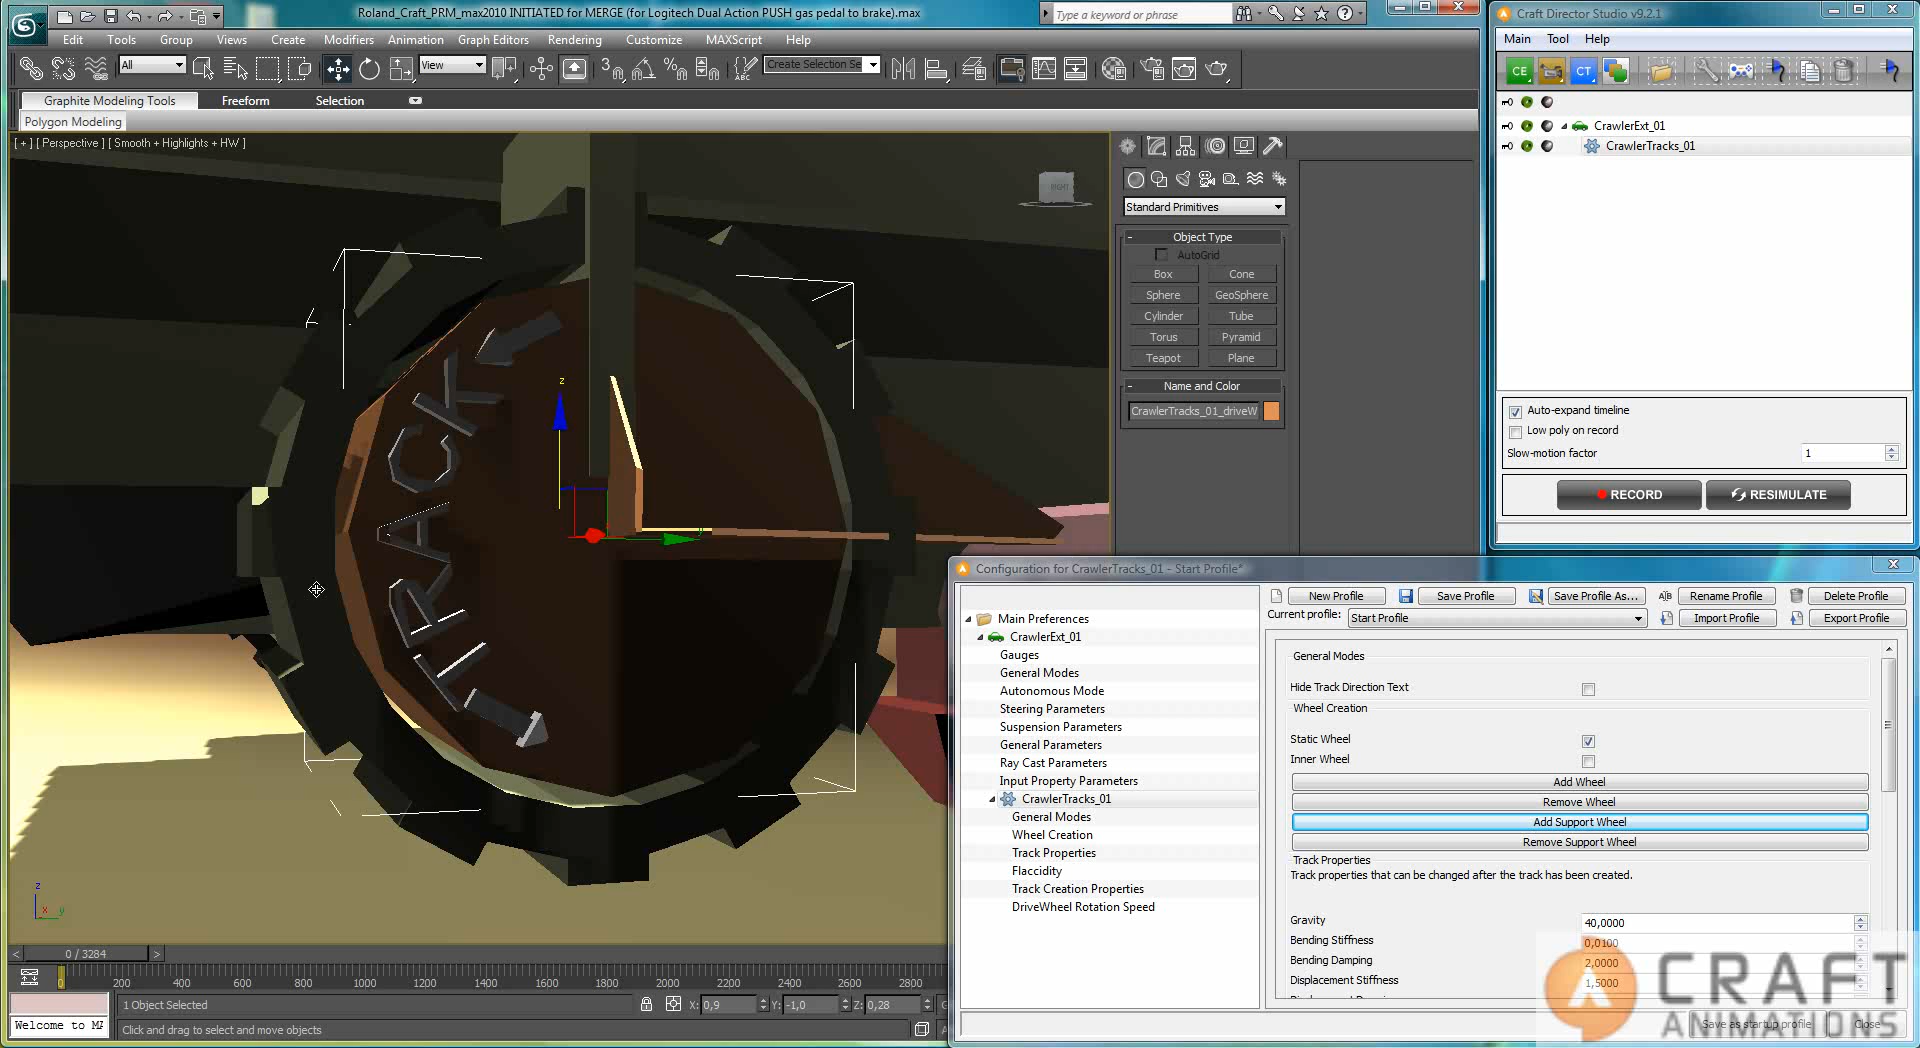 Roland_Craft_PRM_max2010 INITIATED for MERGE (for Logitech Dual Action PUSH gas pedal to brake).max
Type a keyword or phrase
Edit Tools Group Views Create Modifiers Animation Graph Editors Rendering Customize MAXScript Help
All
View
Create Selection Se
Graphite Modeling Tools Freeform Selection
Polygon Modeling
[ + ] [ Perspective ] [ Smooth + Highlights + HW ]
RIGHT
TRACK
z
y
z
x
y
Standard Primitives
Object Type
AutoGrid
Box Cone
Sphere GeoSphere
Cylinder Tube
Torus Pyramid
Teapot Plane
Name and Color
CrawlerTracks_01_driveW
< 0 / 3284 >
0 200 400 600 800 1000 1200 1400 1600 1800 2000 2200 2400 2600 2800
1 Object Selected
X: 0,9 Y: -1,0 Z: 0,28
Welcome to MA
Click and drag to select and move objects
Craft Director Studio v9.2.1
Main Tool Help
CE CT
CrawlerExt_01
CrawlerTracks_01
Auto-expand timeline
Low poly on record
Slow-motion factor 1
RECORD RESIMULATE
Configuration for CrawlerTracks_01 - Start Profile*
Main Preferences
CrawlerExt_01
Gauges
General Modes
Autonomous Mode
Steering Parameters
Suspension Parameters
General Parameters
Ray Cast Parameters
Input Property Parameters
CrawlerTracks_01
General Modes
Wheel Creation
Track Properties
Flaccidity
Track Creation Properties
DriveWheel Rotation Speed
New Profile Save Profile Save Profile As... Rename Profile Delete Profile
Current profile: Start Profile Import Profile Export Profile
General Modes
Hide Track Direction Text
Wheel Creation
Static Wheel
Inner Wheel
Add Wheel
Remove Wheel
Add Support Wheel
Remove Support Wheel
Track Properties
Track properties that can be changed after the track has been created.
Gravity 40,0000
Bending Stiffness 0,0100
Bending Damping 2,0000
Displacement Stiffness 1,5000
Save as startup profile Close
CRAFT
ANIMATIONS